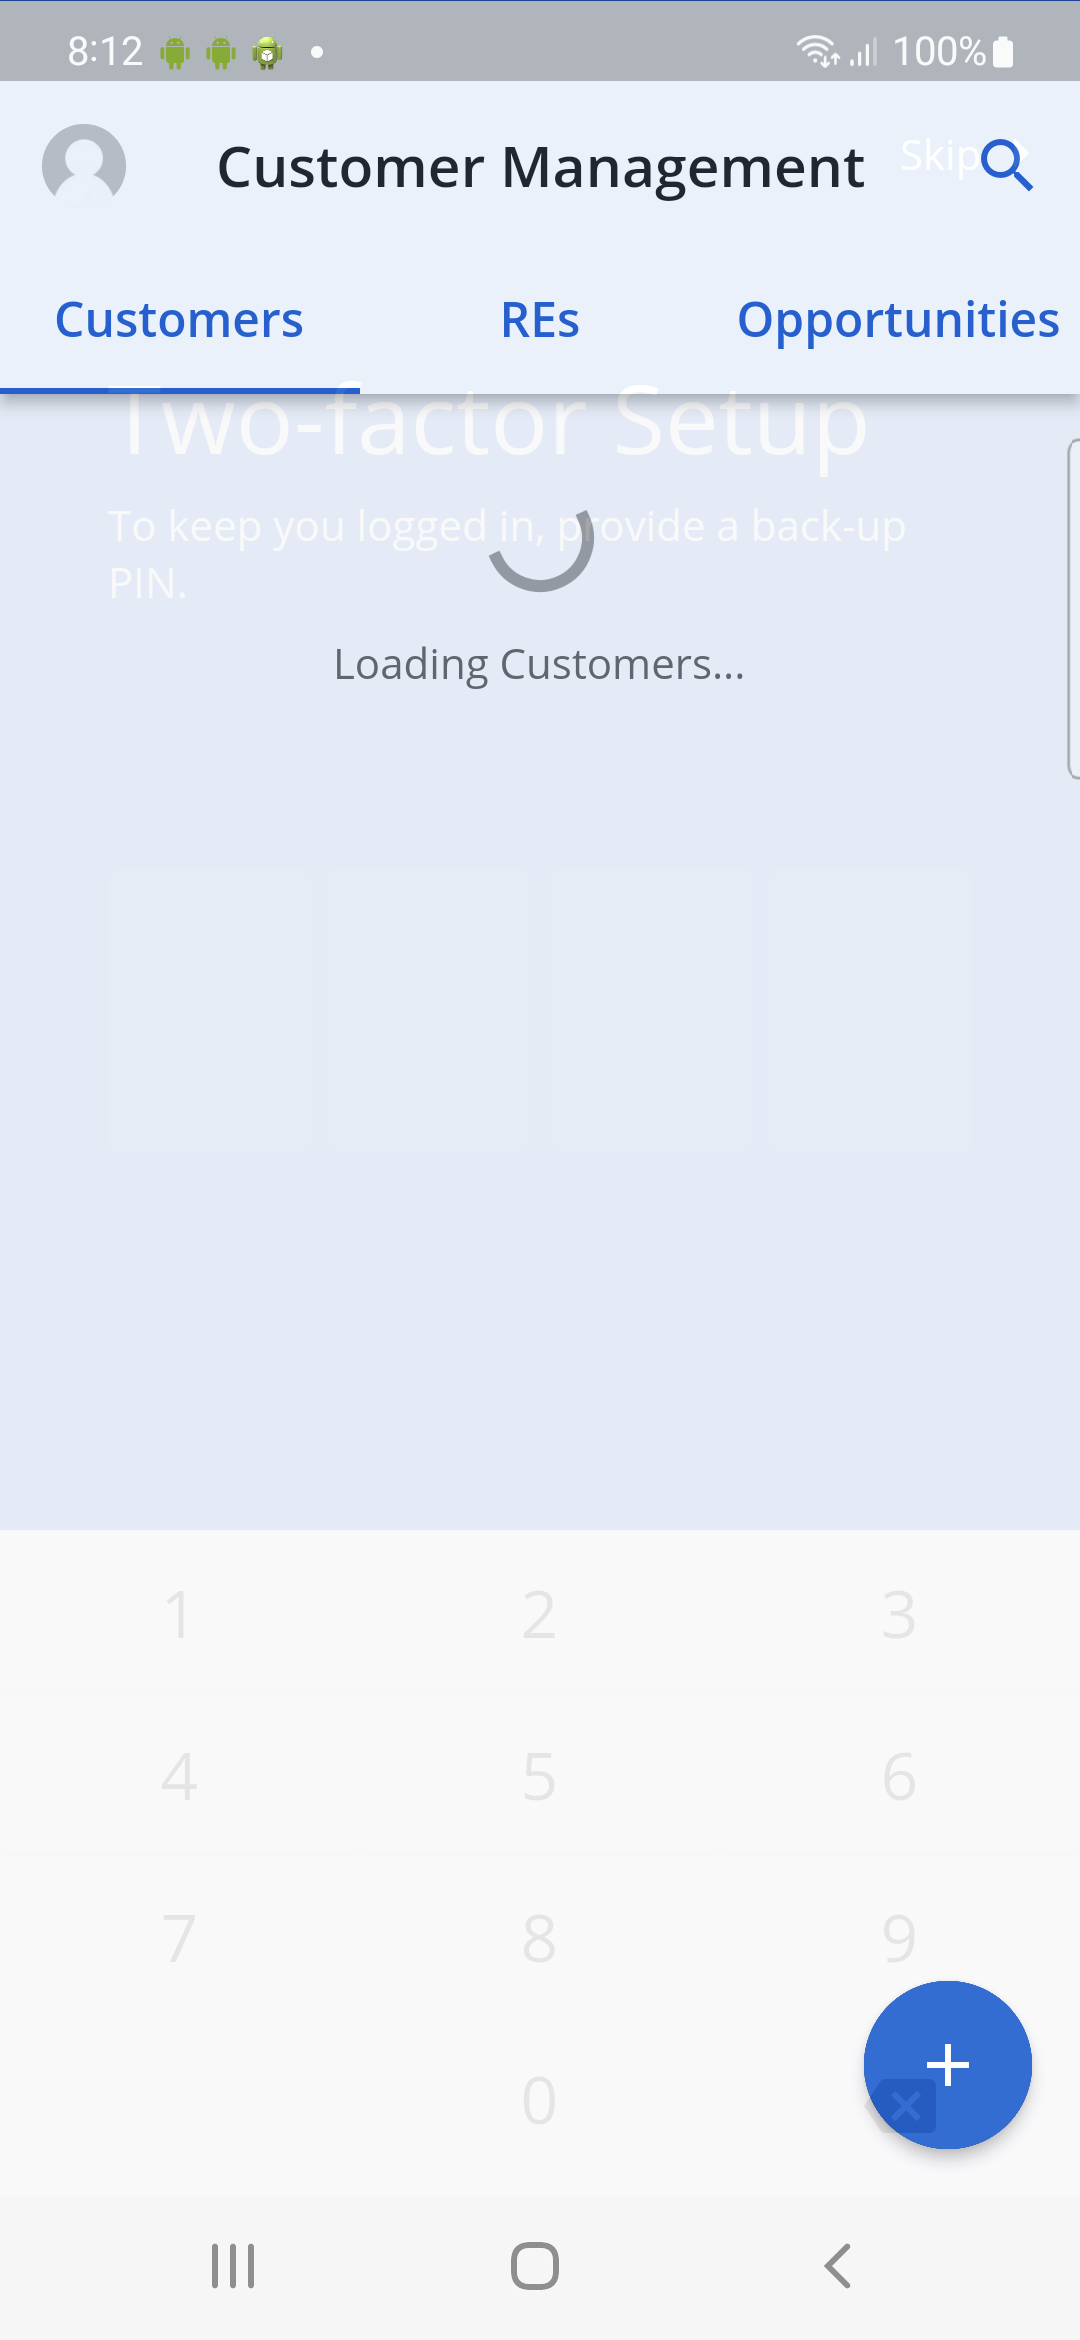 8:12 100%
Customer Management Skip
Customers REs Opportunities
Two-factor Setup
To keep you logged in, provide a back-up
PIN.
Loading Customers...
1 2 3
4 5 6
7 8 9
0